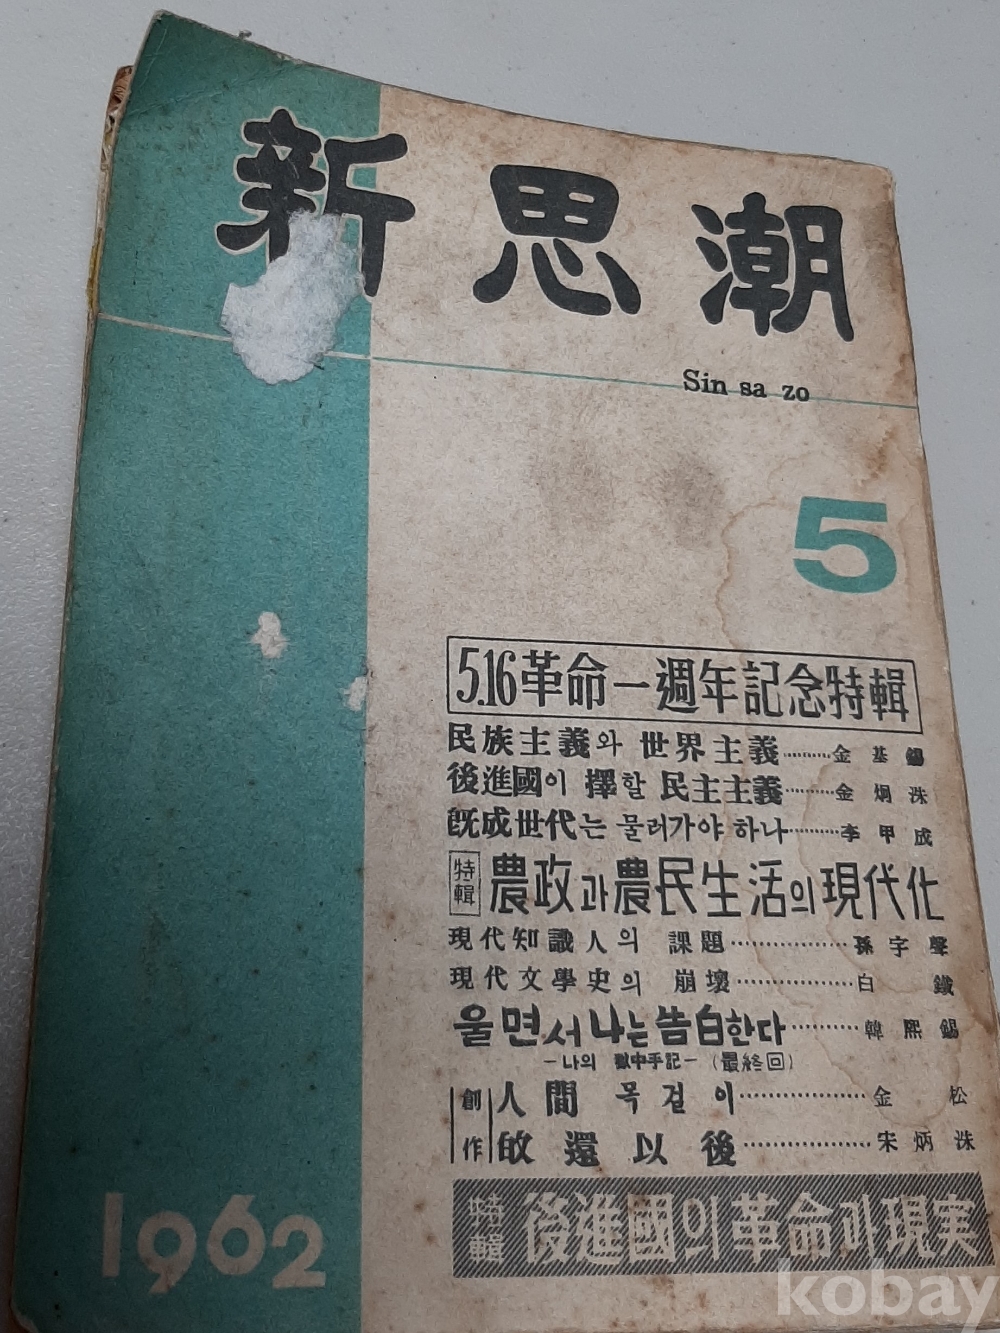 新思潮
Sin sa zo
5
5.16革命一週年記念特輯
民族主義와 世界主義………金基錫
後進國이 擇할 民主主義………金炯洙
旣成世代는 물러가야 하나………李甲成
特輯 農政과 農民生活의 現代化
現代知識人의 課題………孫宇聲
現代文學史의 崩壞………白鐵
울면서 나는 告白한다………韓熙錫
—나의 獄中手記—(最終回)
創作 人間 목걸이………金松
故還以後………宋炳洙
特輯 後進國의 革命과 現実
1962
kobay